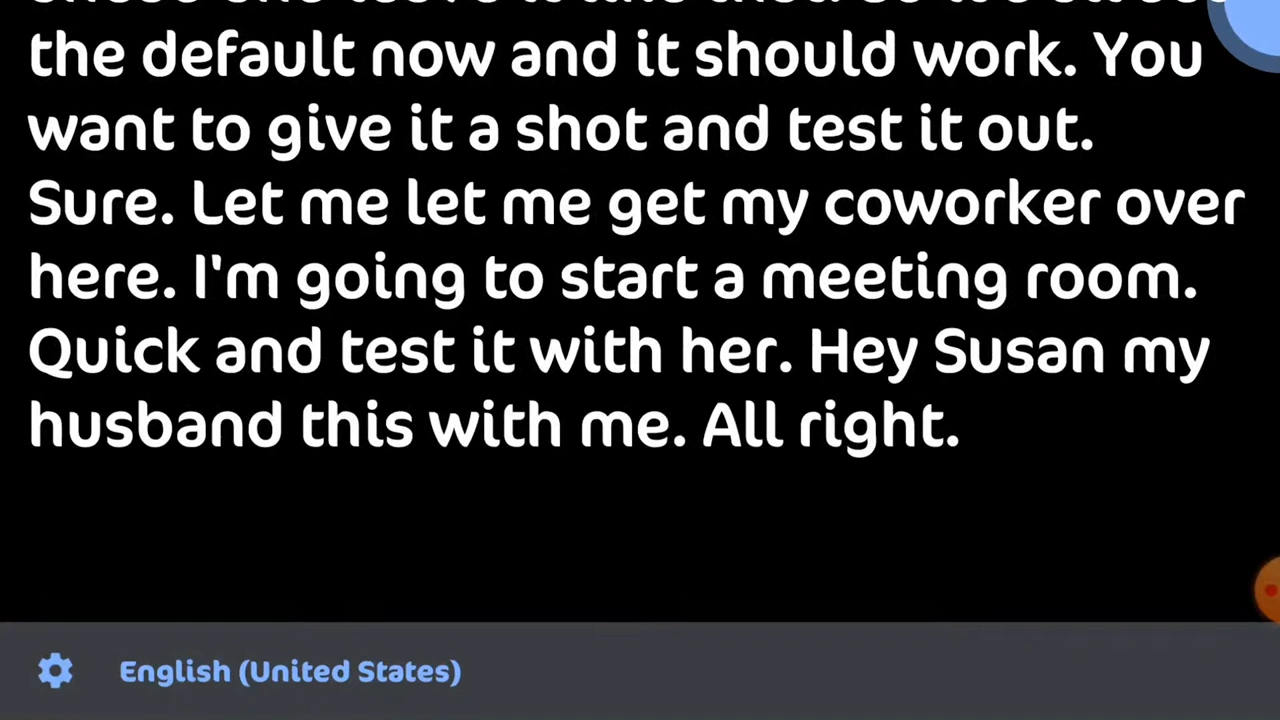 the default now and it should work. You
want to give it a shot and test it out.
Sure. Let me let me get my coworker over
here. I'm going to start a meeting room.
Quick and test it with her. Hey Susan my
husband this with me. All right.
English (United States)